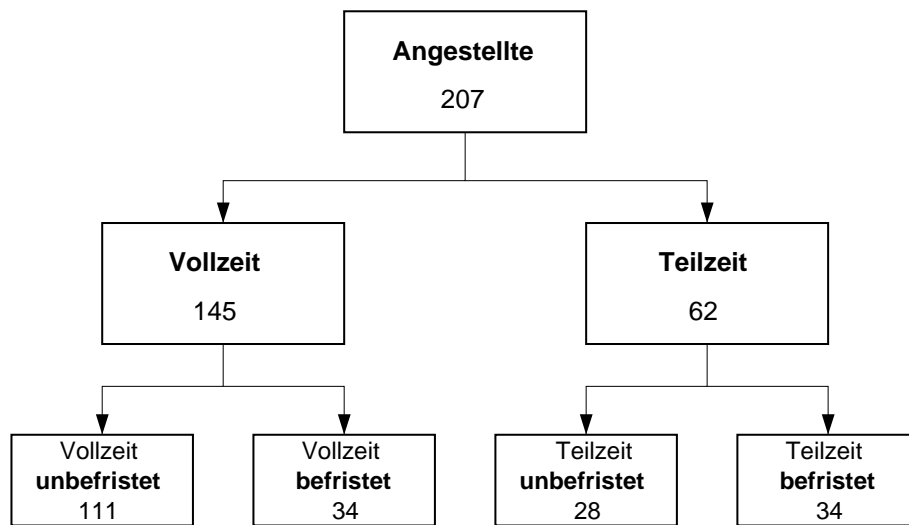 Angestellte
207
Vollzeit
145
Teilzeit
62
Vollzeit
unbefristet
111
Vollzeit
befristet
34
Teilzeit
unbefristet
28
Teilzeit
befristet
34